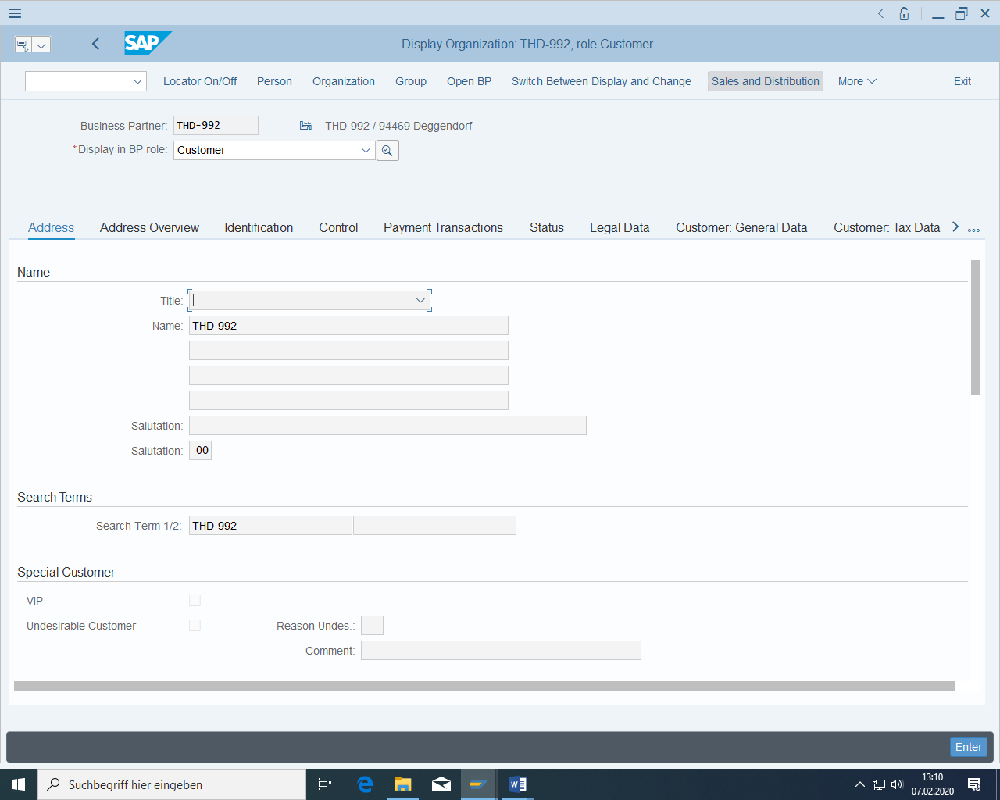 SAP
Display Organization: THD-992, role Customer
Locator On/Off Person Organization Group Open BP Switch Between Display and Change Sales and Distribution More Exit
Business Partner: THD-992 THD-992 / 94469 Deggendorf
*Display in BP role: Customer
Address Address Overview Identification Control Payment Transactions Status Legal Data Customer: General Data Customer: Tax Data
Name
Title:
Name: THD-992
Salutation:
Salutation: 00
Search Terms
Search Term 1/2: THD-992
Special Customer
VIP
Undesirable Customer Reason Undes.:
Comment:
Enter
Suchbegriff hier eingeben
13:10
07.02.2020